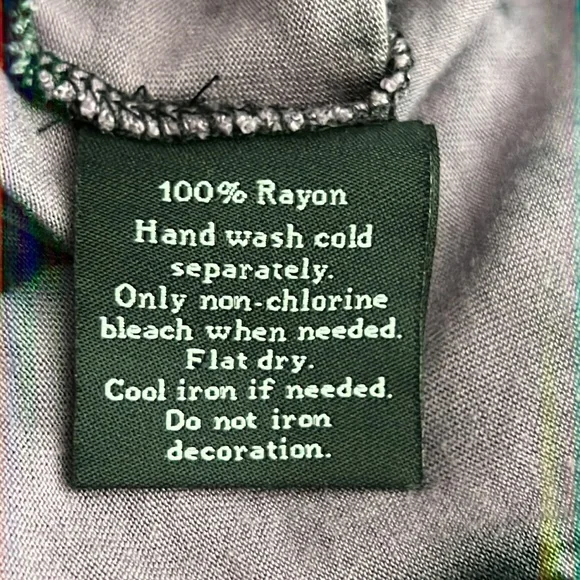 100% Rayon
Hand wash cold
separately.
Only non-chlorine
bleach when needed.
Flat dry.
Cool iron if needed.
Do not iron
decoration.